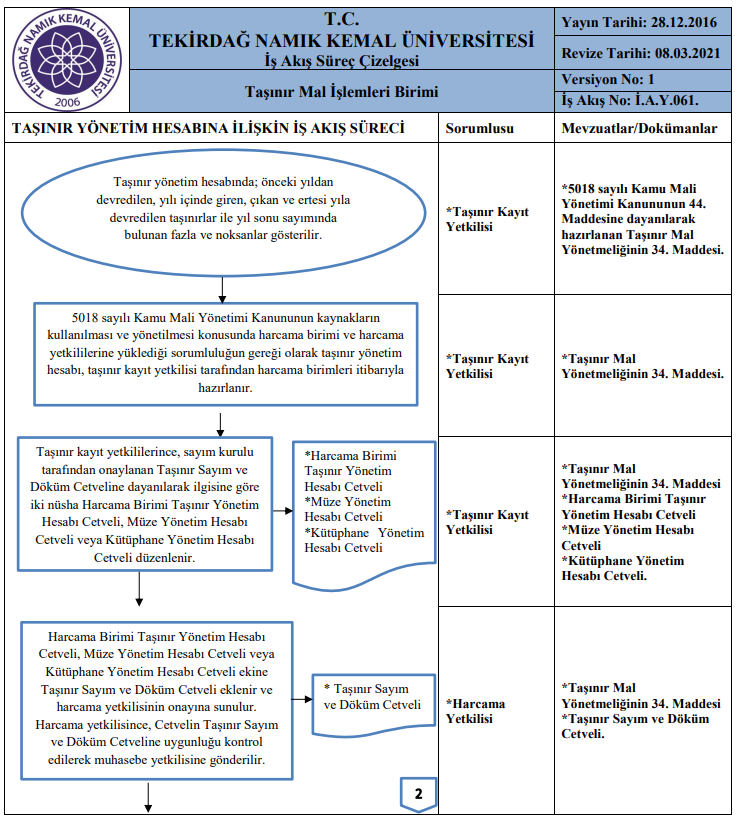 T.C.
TEKİRDAĞ NAMIK KEMAL ÜNİVERSİTESİ
İş Akış Süreç Çizelgesi
Taşınır Mal İşlemleri Birimi
Yayın Tarihi: 28.12.2016
Revize Tarihi: 08.03.2021
Versiyon No: 1
İş Akış No: İ.A.Y.061.
TEKİRDAĞ NAMIK KEMAL ÜNİVERSİTESİ
2006
TAŞINIR YÖNETİM HESABINA İLİŞKİN İŞ AKIŞ SÜRECİ
Sorumlusu
Mevzuatlar/Dokümanlar
Taşınır yönetim hesabında; önceki yıldan
devredilen, yılı içinde giren, çıkan ve ertesi yıla
devredilen taşınırlar ile yıl sonu sayımında
bulunan fazla ve noksanlar gösterilir.
*Taşınır Kayıt
Yetkilisi
*5018 sayılı Kamu Mali
Yönetimi Kanununun 44.
Maddesine dayanılarak
hazırlanan Taşınır Mal
Yönetmeliğinin 34. Maddesi.
5018 sayılı Kamu Mali Yönetimi Kanununun kaynakların
kullanılması ve yönetilmesi konusunda harcama birimi ve harcama
yetkililerine yüklediği sorumluluğun gereği olarak taşınır yönetim
hesabı, taşınır kayıt yetkilisi tarafından harcama birimleri itibarıyla
hazırlanır.
*Taşınır Kayıt
Yetkilisi
*Taşınır Mal
Yönetmeliğinin 34. Maddesi.
Taşınır kayıt yetkililerince, sayım kurulu
tarafından onaylanan Taşınır Sayım ve
Döküm Cetveline dayanılarak ilgisine göre
iki nüsha Harcama Birimi Taşınır Yönetim
Hesabı Cetveli, Müze Yönetim Hesabı
Cetveli veya Kütüphane Yönetim Hesabı
Cetveli düzenlenir.
*Harcama Birimi
Taşınır Yönetim
Hesabı Cetveli
*Müze Yönetim
Hesabı Cetveli
*Kütüphane Yönetim
Hesabı Cetveli
*Taşınır Kayıt
Yetkilisi
*Taşınır Mal
Yönetmeliğinin 34. Maddesi
*Harcama Birimi Taşınır
Yönetim Hesabı Cetveli
*Müze Yönetim Hesabı
Cetveli
*Kütüphane Yönetim
Hesabı Cetveli.
Harcama Birimi Taşınır Yönetim Hesabı
Cetveli, Müze Yönetim Hesabı Cetveli veya
Kütüphane Yönetim Hesabı Cetveli ekine
Taşınır Sayım ve Döküm Cetveli eklenir ve
harcama yetkilisinin onayına sunulur.
Harcama yetkilisince, Cetvelin Taşınır Sayım
ve Döküm Cetveline uygunluğu kontrol
edilerek muhasebe yetkilisine gönderilir.
* Taşınır Sayım
ve Döküm Cetveli
*Harcama
Yetkilisi
*Taşınır Mal
Yönetmeliğinin 34. Maddesi
*Taşınır Sayım ve Döküm
Cetveli.
2